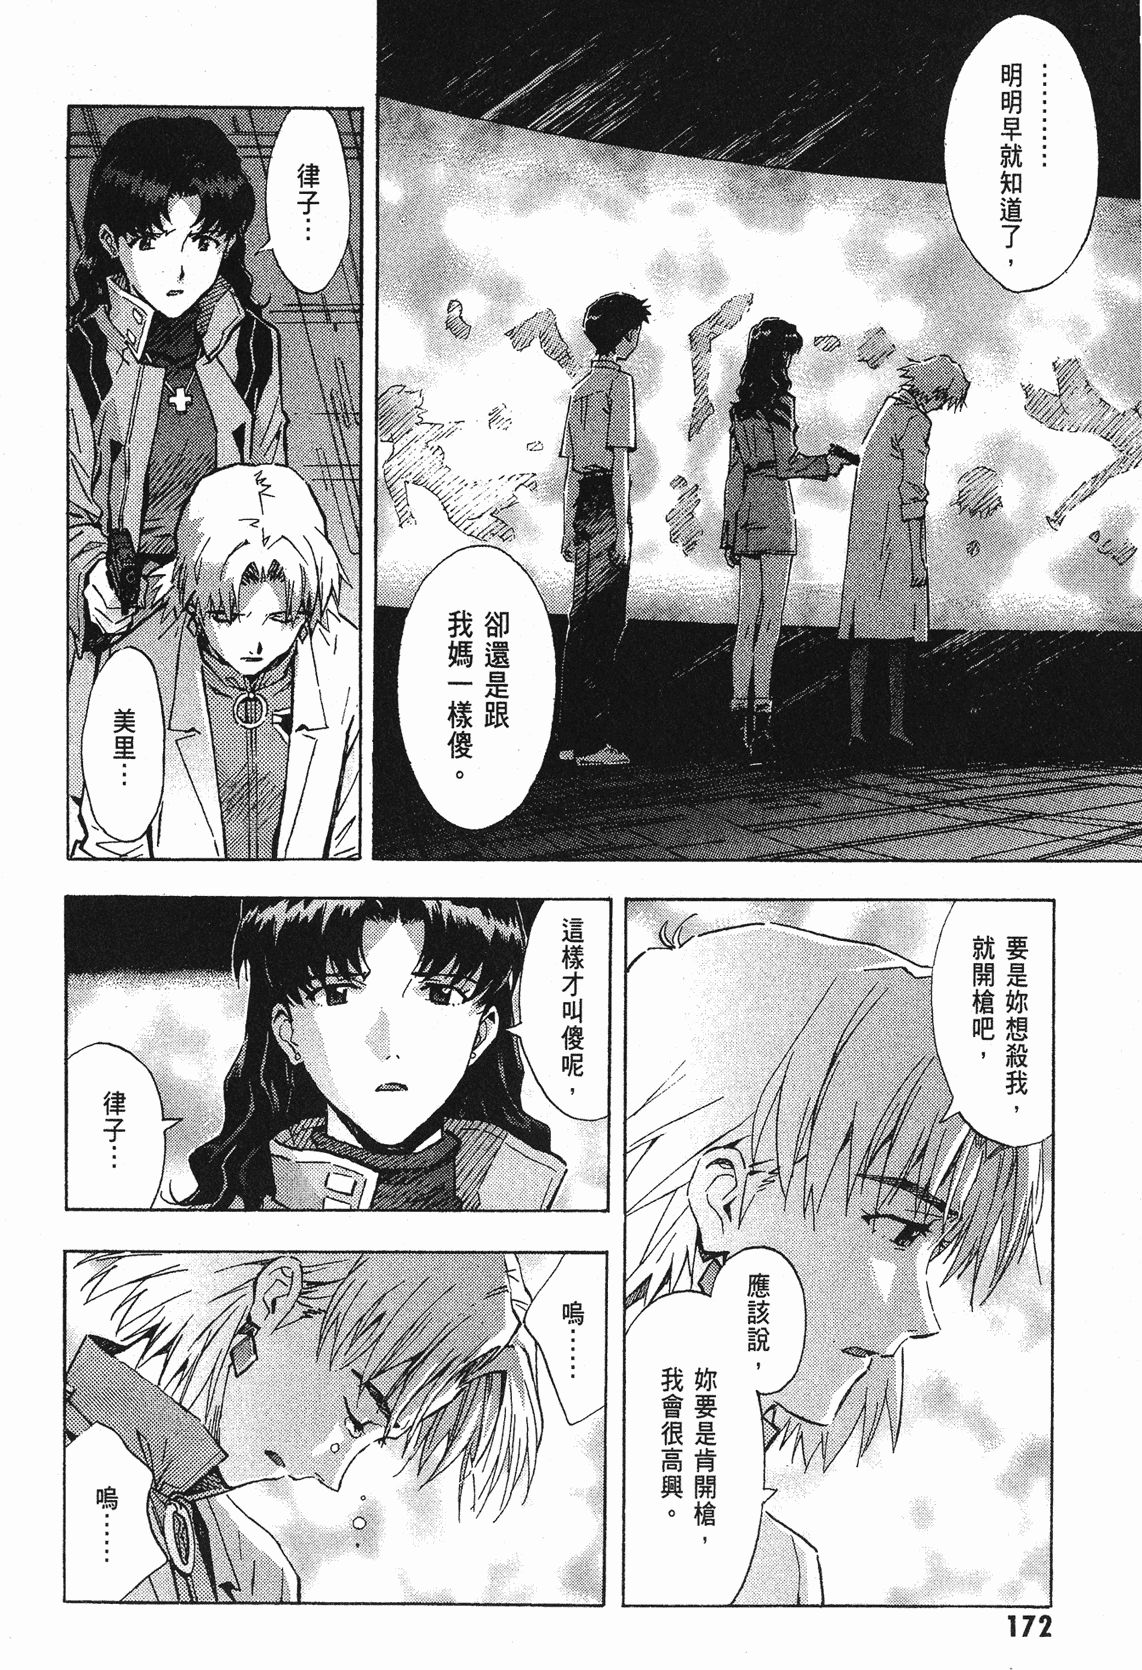 …………
明明早就知道了，
卻還是跟
我媽一樣傻。
律子…
美里…
要是妳想殺我，
就開槍吧，
應該說，
妳要是肯開槍，
我會很高興。
這樣才叫傻呢，
律子…
嗚……
嗚……
172